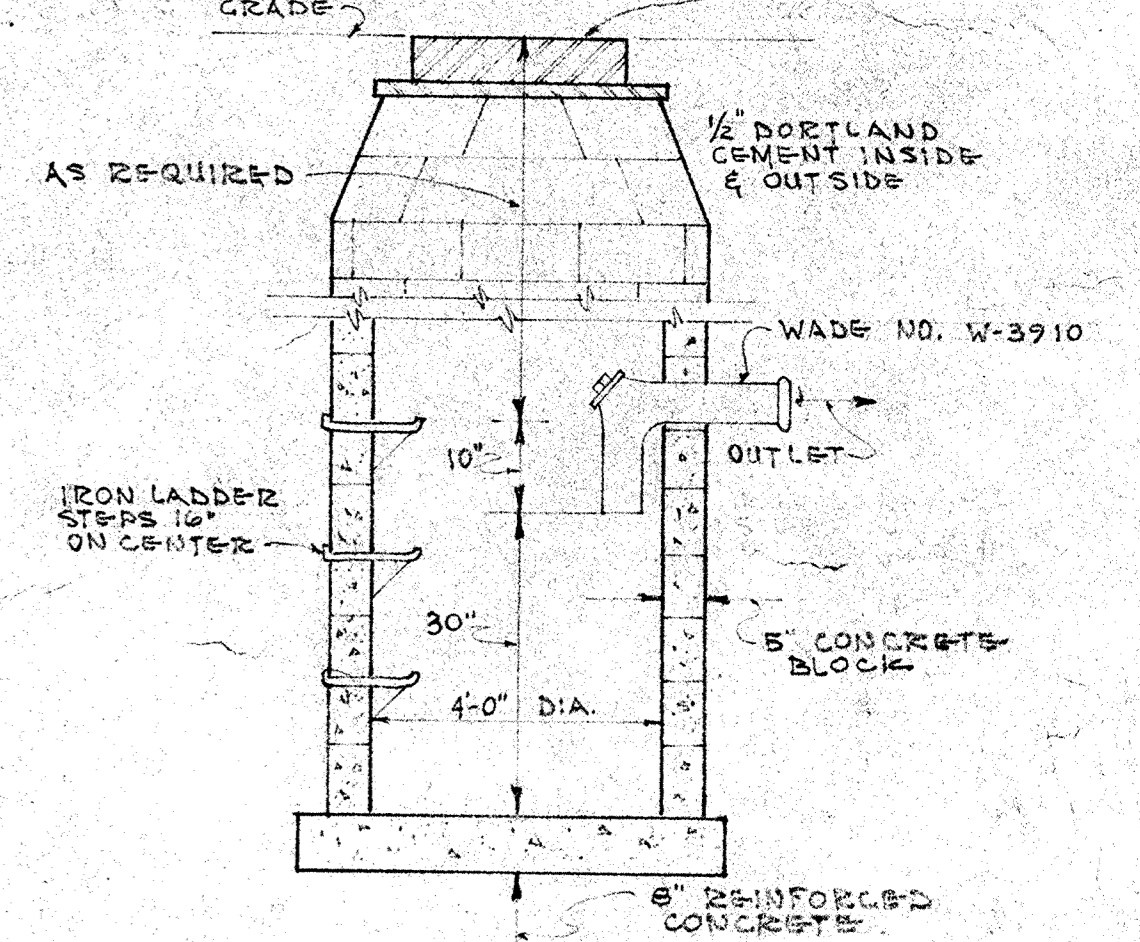 GRADE
1/2" PORTLAND
CEMENT INSIDE
& OUTSIDE
AS REQUIRED
WADE NO. W-3910
10"
OUTLET
IRON LADDER
STEPS 16"
ON CENTER
30"
5" CONCRETE
BLOCK
4'-0" DIA.
8" REINFORCED
CONCRETE